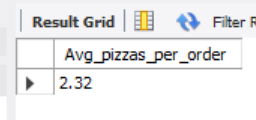 Result Grid Filter R
Avg_pizzas_per_order
2.32